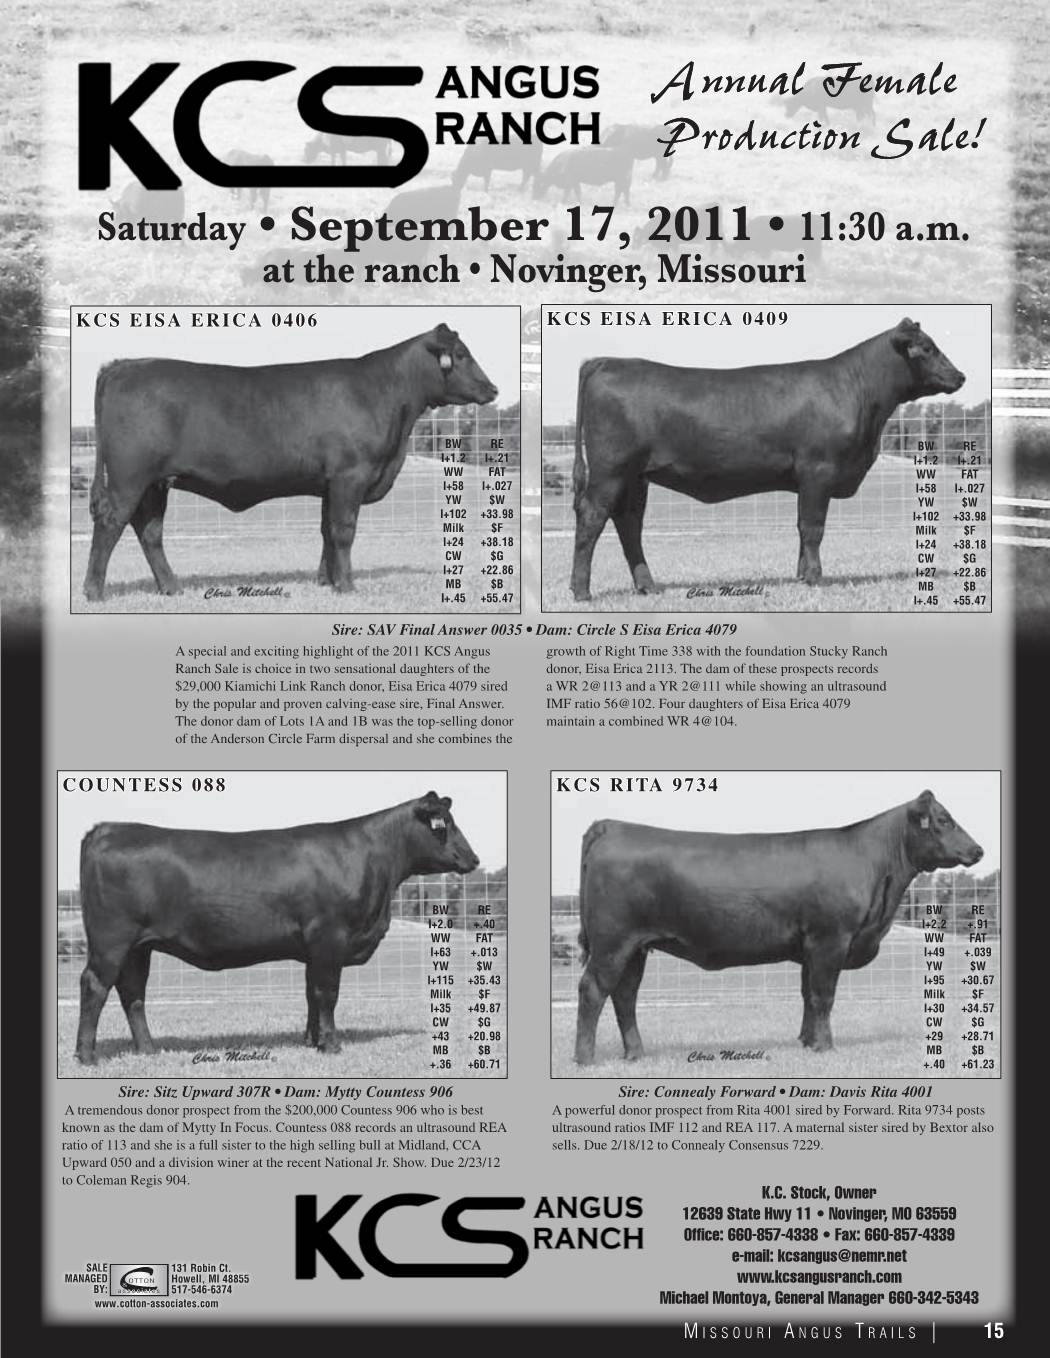 KCS ANGUS RANCH
Annual Female
Production Sale!
Saturday • September 17, 2011 • 11:30 a.m.
at the ranch • Novinger, Missouri
KCS EISA ERICA 0406
BW RE
I+1.2 I+.21
WW FAT
I+58 I+.027
YW $W
I+102 +33.98
Milk $F
I+24 +38.18
CW $G
I+27 +22.86
MB $B
I+.45 +55.47
Chris Mitchell ©
KCS EISA ERICA 0409
BW RE
I+1.2 I+.21
WW FAT
I+58 I+.027
YW $W
I+102 +33.98
Milk $F
I+24 +38.18
CW $G
I+27 +22.86
MB $B
I+.45 +55.47
Chris Mitchell ©
Sire: SAV Final Answer 0035 • Dam: Circle S Eisa Erica 4079
A special and exciting highlight of the 2011 KCS Angus
Ranch Sale is choice in two sensational daughters of the
$29,000 Kiamichi Link Ranch donor, Eisa Erica 4079 sired
by the popular and proven calving-ease sire, Final Answer.
The donor dam of Lots 1A and 1B was the top-selling donor
of the Anderson Circle Farm dispersal and she combines the
growth of Right Time 338 with the foundation Stucky Ranch
donor, Eisa Erica 2113. The dam of these prospects records
a WR 2@113 and a YR 2@111 while showing an ultrasound
IMF ratio 56@102. Four daughters of Eisa Erica 4079
maintain a combined WR 4@104.
COUNTESS 088
BW RE
I+2.0 +.40
WW FAT
I+63 +.013
YW $W
I+115 +35.43
Milk $F
I+35 +49.87
CW $G
+43 +20.98
MB $B
+.36 +60.71
Chris Mitchell ©
Sire: Sitz Upward 307R • Dam: Mytty Countess 906
A tremendous donor prospect from the $200,000 Countess 906 who is best
known as the dam of Mytty In Focus. Countess 088 records an ultrasound REA
ratio of 113 and she is a full sister to the high selling bull at Midland, CCA
Upward 050 and a division winer at the recent National Jr. Show. Due 2/23/12
to Coleman Regis 904.
KCS RITA 9734
BW RE
I+2.2 +.91
WW FAT
I+49 +.039
YW $W
I+95 +30.67
Milk $F
I+30 +34.57
CW $G
+29 +28.71
MB $B
+.40 +61.23
Chris Mitchell ©
Sire: Connealy Forward • Dam: Davis Rita 4001
A powerful donor prospect from Rita 4001 sired by Forward. Rita 9734 posts
ultrasound ratios IMF 112 and REA 117. A maternal sister sired by Bextor also
sells. Due 2/18/12 to Connealy Consensus 7229.
SALE
MANAGED
BY:
COTTON
associates
131 Robin Ct.
Howell, MI 48855
517-546-6374
www.cotton-associates.com
KCS ANGUS RANCH
K.C. Stock, Owner
12639 State Hwy 11 • Novinger, MO 63559
Office: 660-857-4338 • Fax: 660-857-4339
e-mail: kcsangus@nemr.net
www.kcsangusranch.com
Michael Montoya, General Manager 660-342-5343
MISSOURI ANGUS TRAILS | 15